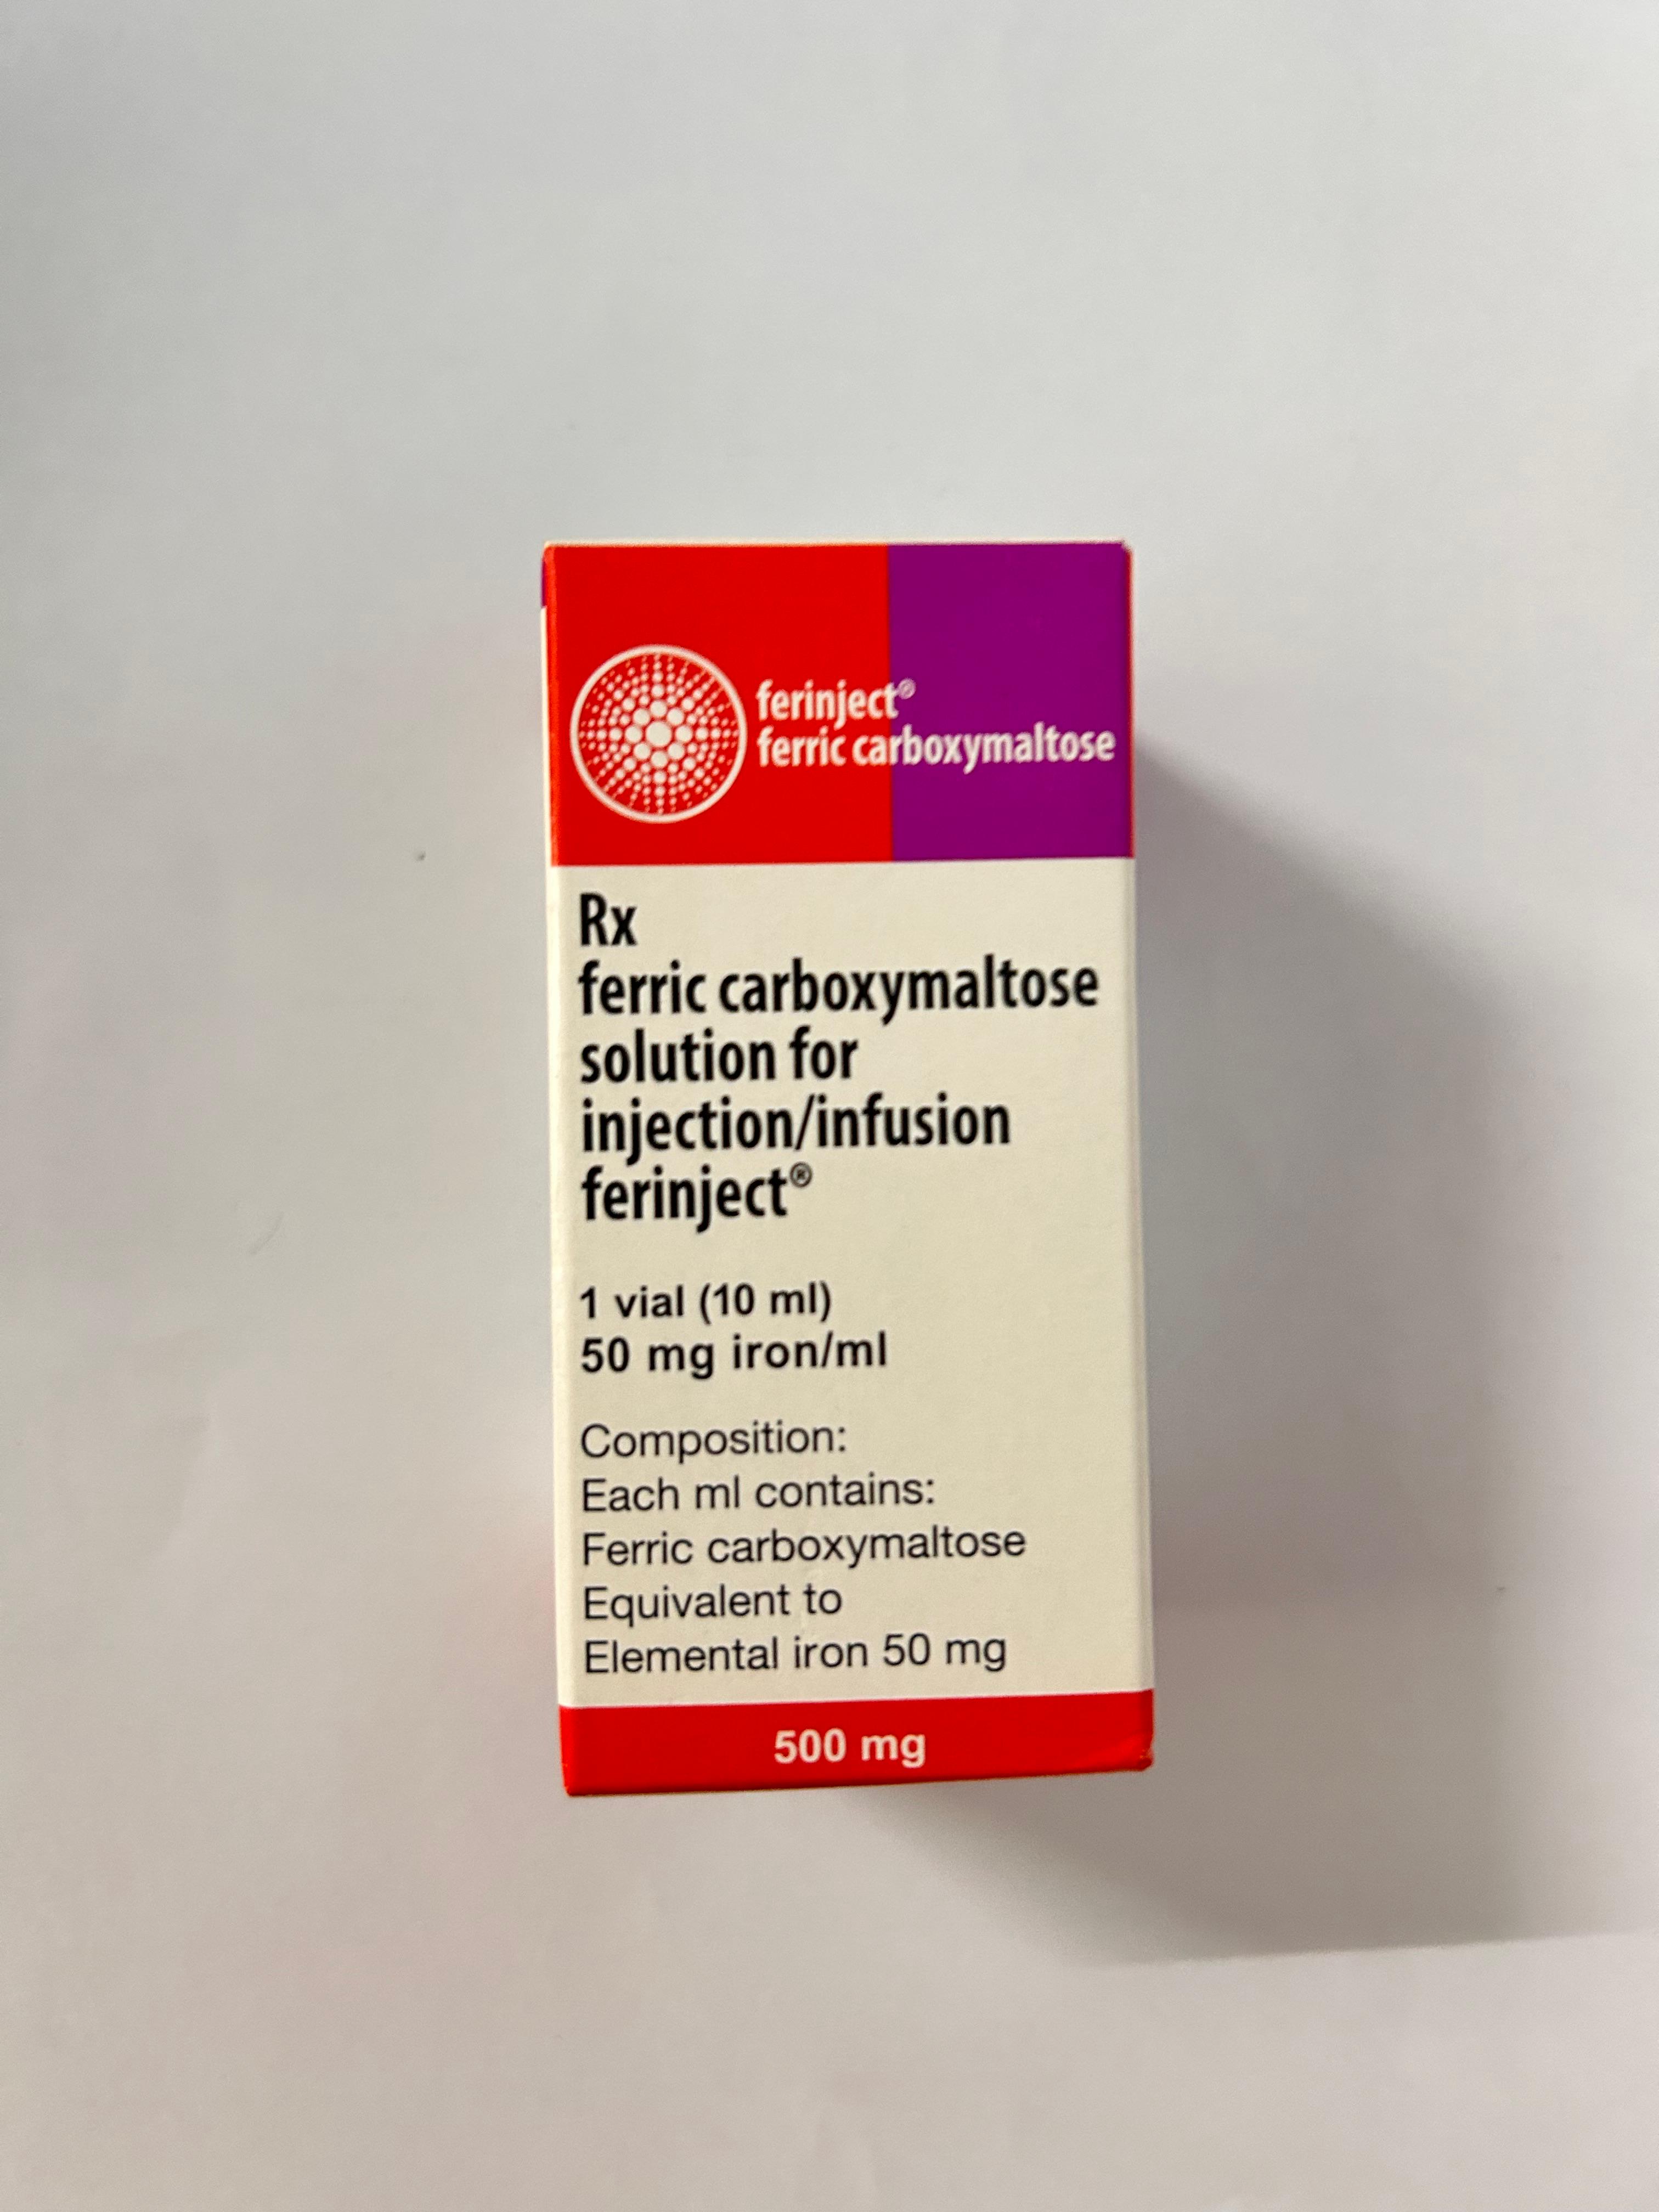 ferinject®
ferric carboxymaltose
Rx
ferric carboxymaltose
solution for
injection/infusion
ferinject®
1 vial (10 ml)
50 mg iron/ml
Composition:
Each ml contains:
Ferric carboxymaltose
Equivalent to
Elemental iron 50 mg
500 mg